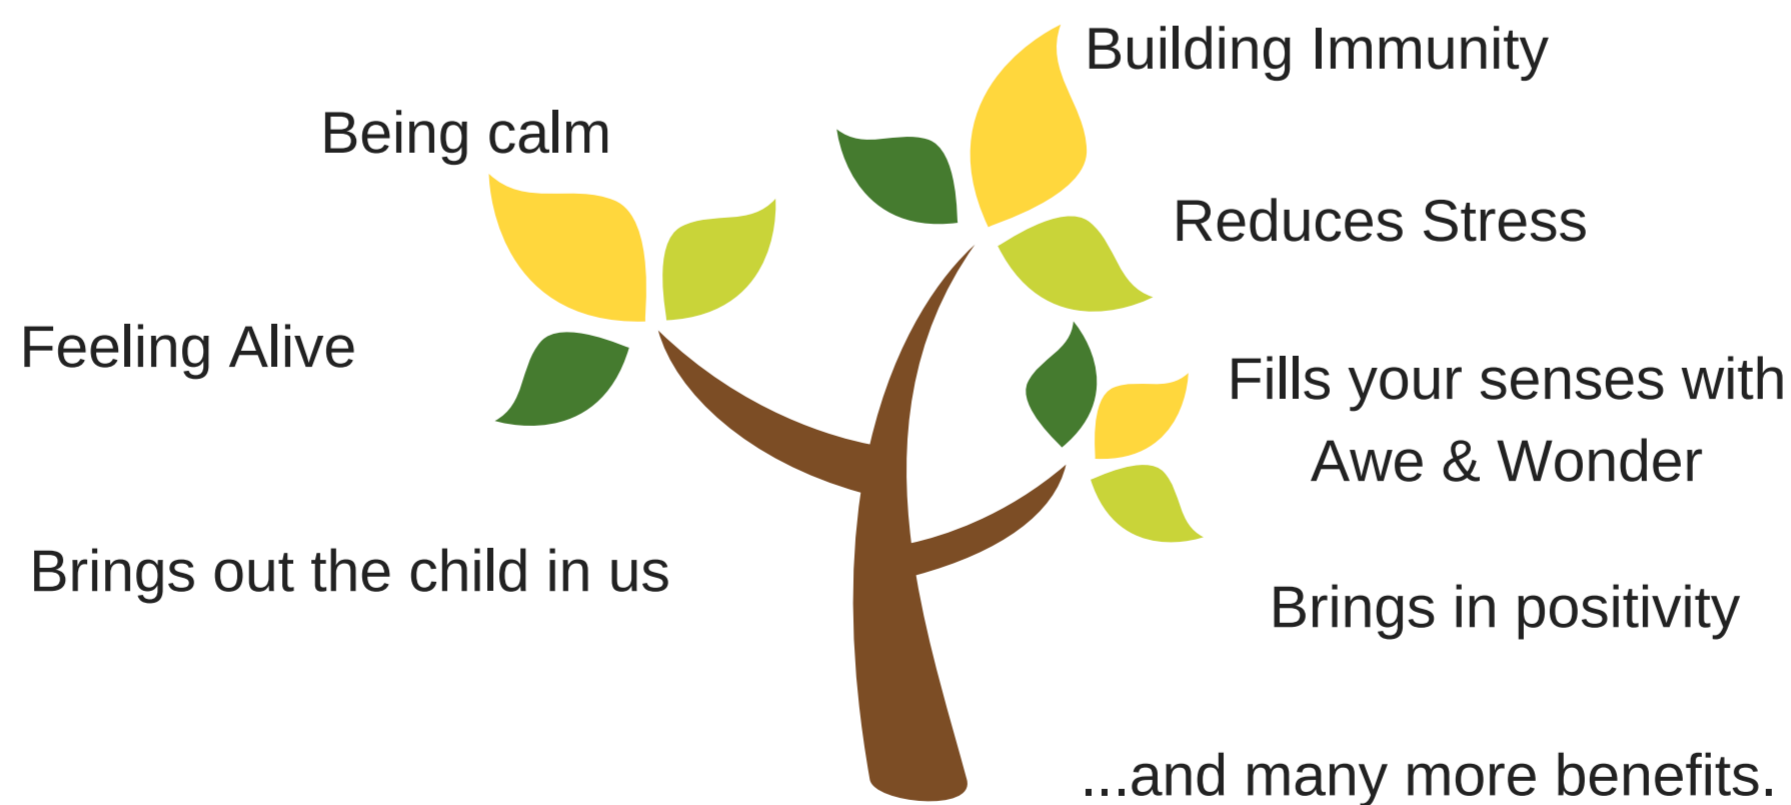 Building Immunity
Being calm
Reduces Stress
Feeling Alive
Fills your senses with
Awe & Wonder
Brings out the child in us
Brings in positivity
...and many more benefits.